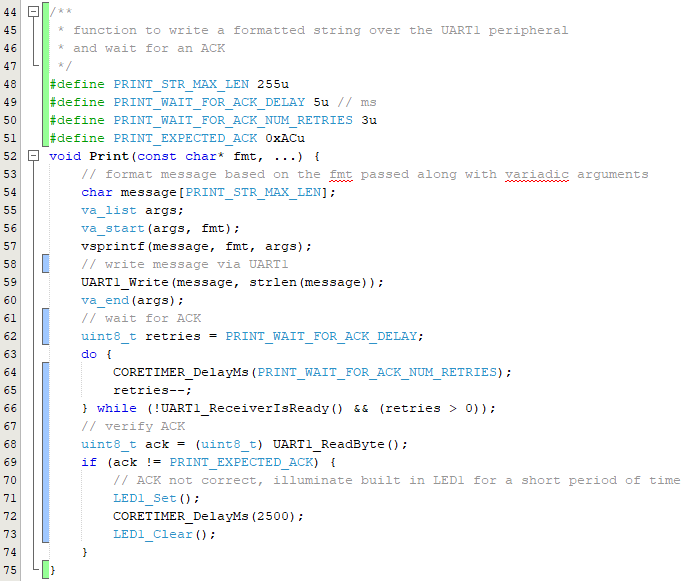 44 /**
45  * function to write a formatted string over the UART1 peripheral
46  * and wait for an ACK
47  */
48 #define PRINT_STR_MAX_LEN 255u
49 #define PRINT_WAIT_FOR_ACK_DELAY 5u // ms
50 #define PRINT_WAIT_FOR_ACK_NUM_RETRIES 3u
51 #define PRINT_EXPECTED_ACK 0xACu
52 void Print(const char* fmt, ...) {
53     // format message based on the fmt passed along with variadic arguments
54     char message[PRINT_STR_MAX_LEN];
55     va_list args;
56     va_start(args, fmt);
57     vsprintf(message, fmt, args);
58     // write message via UART1
59     UART1_Write(message, strlen(message));
60     va_end(args);
61     // wait for ACK
62     uint8_t retries = PRINT_WAIT_FOR_ACK_DELAY;
63     do {
64         CORETIMER_DelayMs(PRINT_WAIT_FOR_ACK_NUM_RETRIES);
65         retries--;
66     } while (!UART1_ReceiverIsReady() && (retries > 0));
67     // verify ACK
68     uint8_t ack = (uint8_t) UART1_ReadByte();
69     if (ack != PRINT_EXPECTED_ACK) {
70         // ACK not correct, illuminate built in LED1 for a short period of time
71         LED1_Set();
72         CORETIMER_DelayMs(2500);
73         LED1_Clear();
74     }
75 }